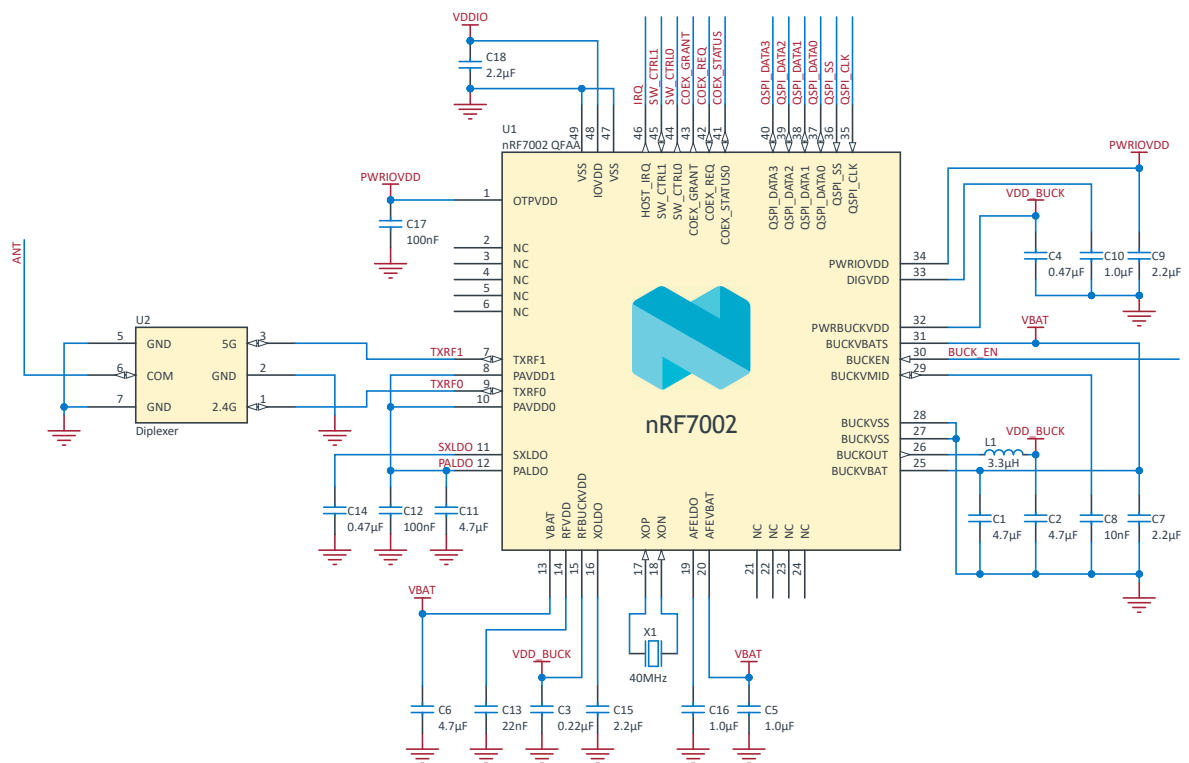 VDDIO
C18
2.2µF
IRQ
SW_CTRL1
SW_CTRL0
COEX_GRANT
COEX_REQ
COEX_STATUS
QSPI_DATA3
QSPI_DATA2
QSPI_DATA1
QSPI_DATA0
QSPI_SS
QSPI_CLK
U1
nRF7002 QFAA
49
48
47
46
45
44
43
42
41
40
39
38
37
36
35
VSS
IOVDD
VSS
HOST_IRQ
SW_CTRL1
SW_CTRL0
COEX_GRANT
COEX_REQ
COEX_STATUS0
QSPI_DATA3
QSPI_DATA2
QSPI_DATA1
QSPI_DATA0
QSPI_SS
QSPI_CLK
PWRIOVDD
1
OTPVDD
C17
100nF
2
NC
3
NC
4
NC
5
NC
6
NC
ANT
U2
5
GND
5G
3
6
COM
GND
2
7
GND
2.4G
1
Diplexer
TXRF1
7
TXRF1
8
PAVDD1
TXRF0
9
TXRF0
10
PAVDD0
SXLDO
11
SXLDO
PALDO
12
PALDO
C14
0.47µF
C12
100nF
C11
4.7µF
nRF7002
PWRIOVDD
VDD_BUCK
PWRIOVDD
34
DIGVDD
33
C4
0.47µF
C10
1.0µF
C9
2.2µF
PWRBUCKVDD
32
VBAT
BUCKVBATS
31
BUCKEN
30
BUCK_EN
BUCKVMID
29
BUCKVSS
28
BUCKVSS
27
VDD_BUCK
BUCKOUT
26
L1
3.3µH
BUCKVBAT
25
C1
4.7µF
C2
4.7µF
C8
10nF
C7
2.2µF
VBAT
RFVDD
RFBUCKVDD
XOLDO
XOP
XON
AFELDO
AFEVBAT
NC
NC
NC
NC
13
14
15
16
17
18
19
20
21
22
23
24
VBAT
C6
4.7µF
C13
22nF
VDD_BUCK
C3
0.22µF
C15
2.2µF
X1
40MHz
C16
1.0µF
VBAT
C5
1.0µF